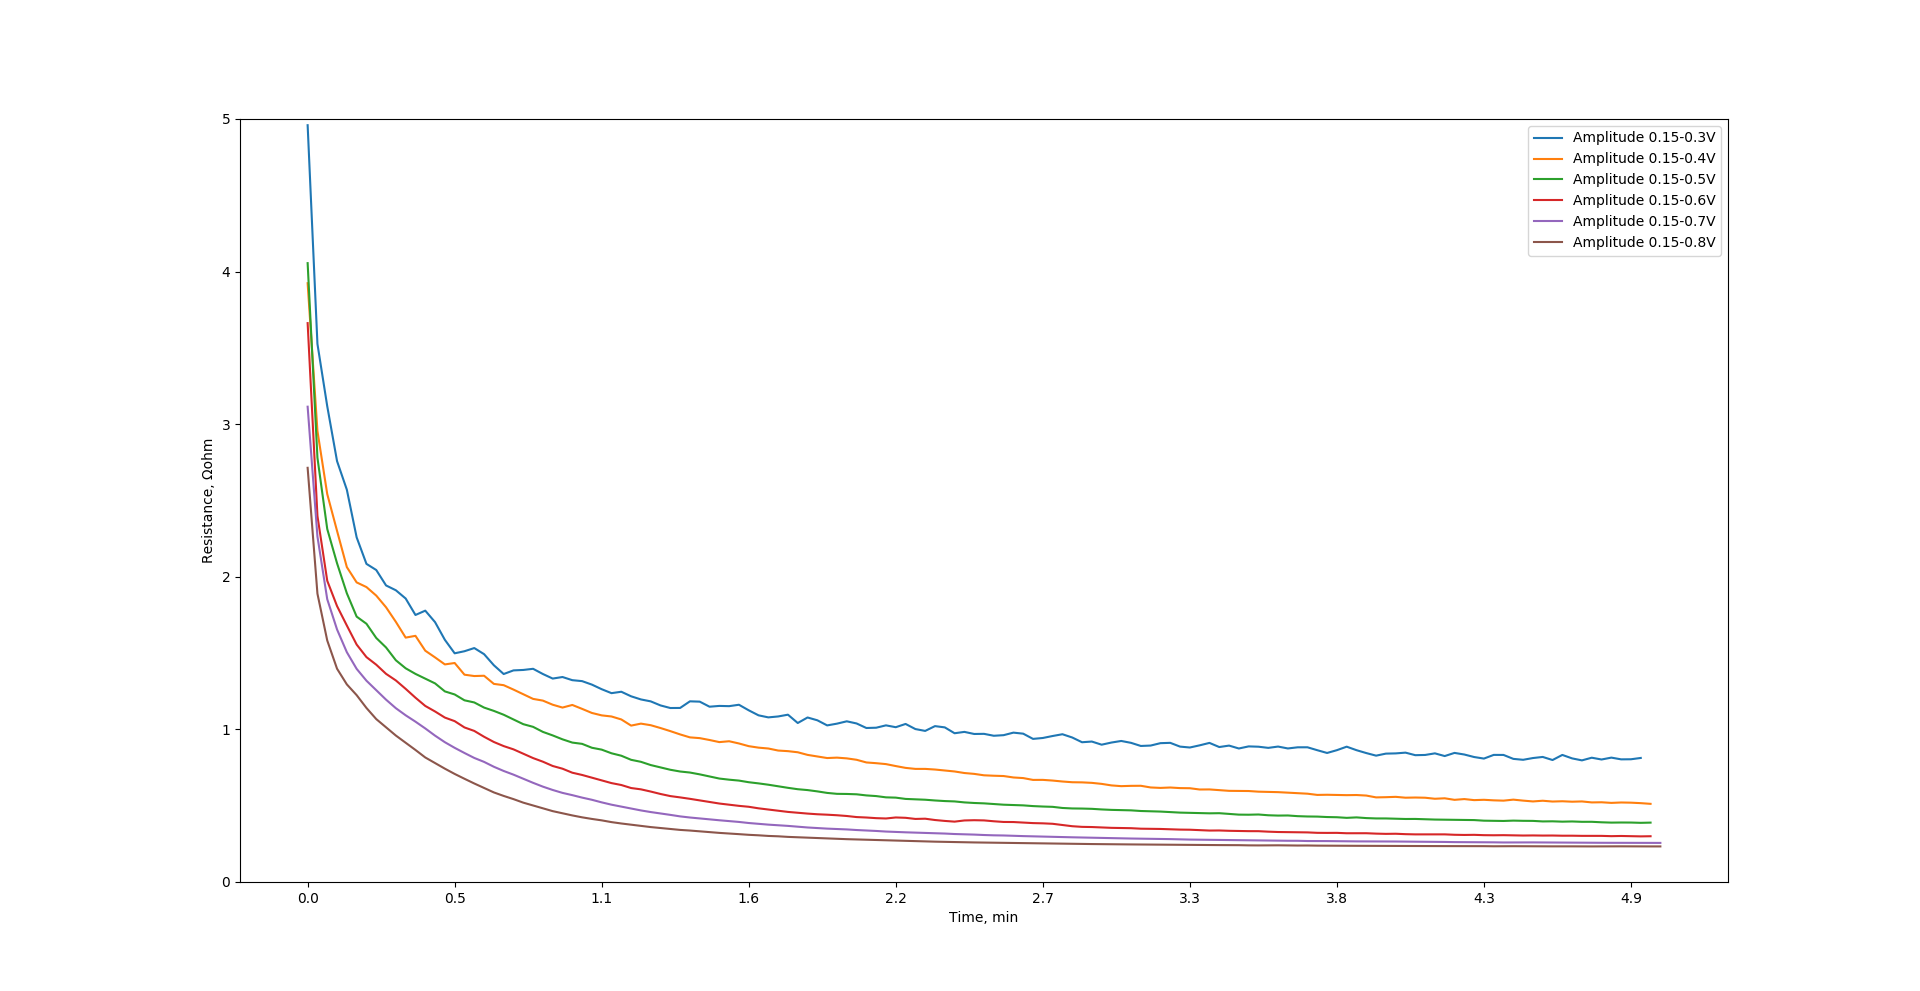 5
4
3
2
1
0
Resistance, Ωohm
Amplitude 0.15-0.3V
Amplitude 0.15-0.4V
Amplitude 0.15-0.5V
Amplitude 0.15-0.6V
Amplitude 0.15-0.7V
Amplitude 0.15-0.8V
0.0 0.5 1.1 1.6 2.2 2.7 3.3 3.8 4.3 4.9
Time, min